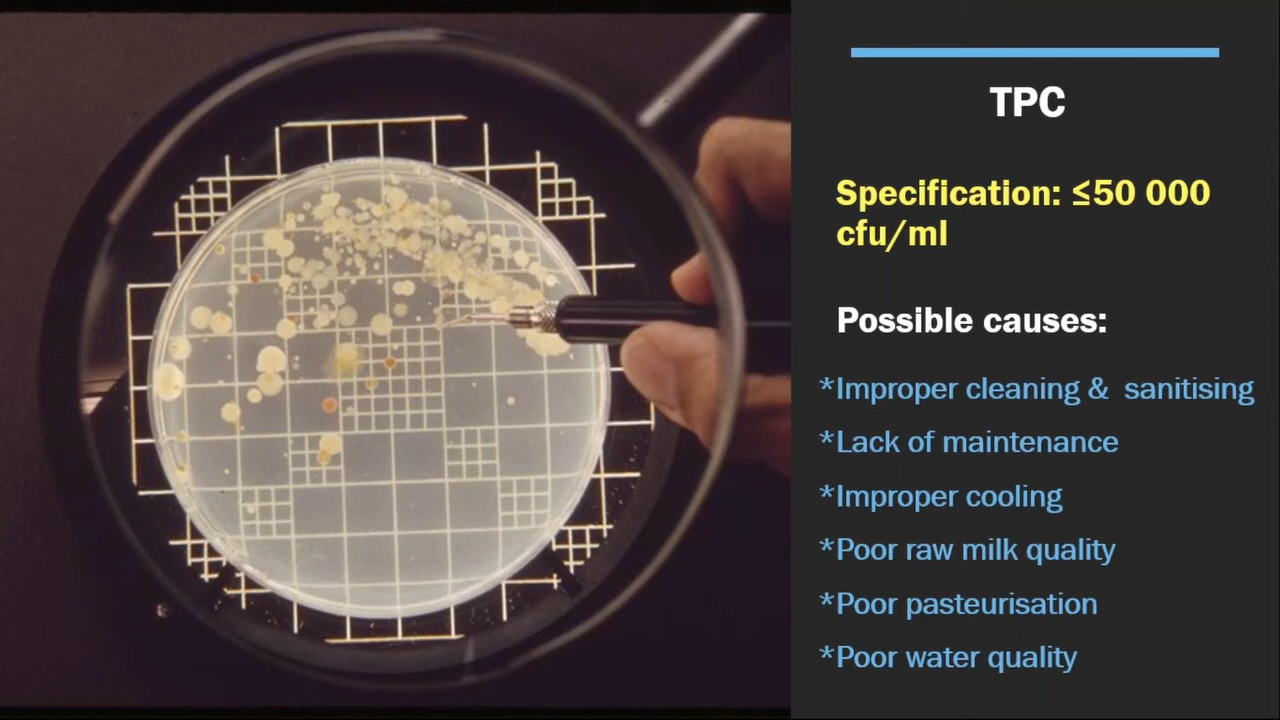 TPC
Specification: ≤50 000
cfu/ml
Possible causes:
*Improper cleaning &  sanitising
*Lack of maintenance
*Improper cooling
*Poor raw milk quality
*Poor pasteurisation
*Poor water quality